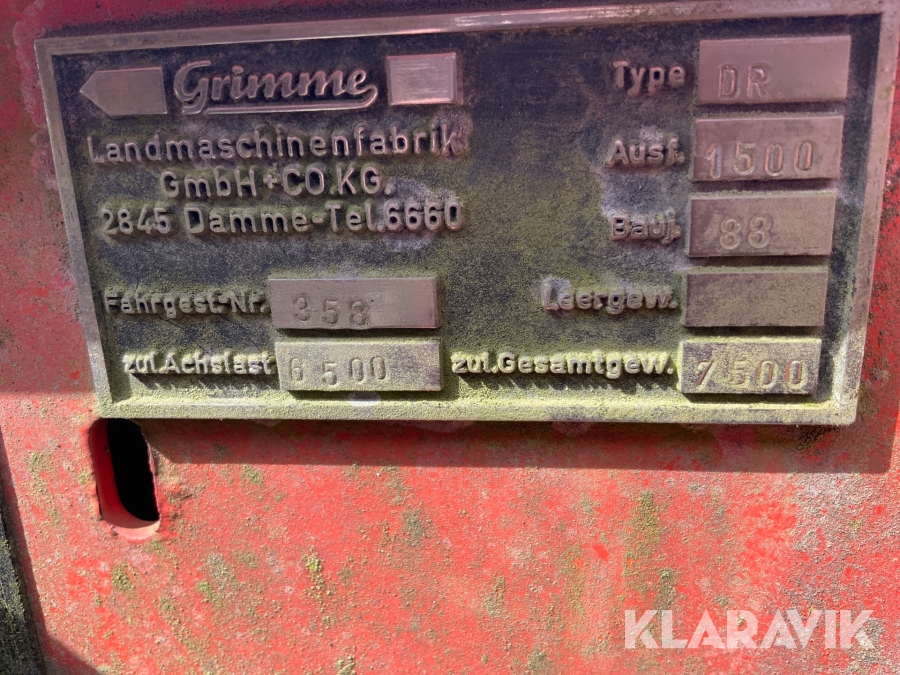 Grimme
Landmaschinenfabrik
GmbH+CO.KG.
2845 Damme-Tel.6660
Type DR
Ausf. 1500
Bauj. 88
Fahrgest-Nr. 358
Leergew.
zul.Achslast 6500
zul.Gesamtgew. 7500
KLARAVIK